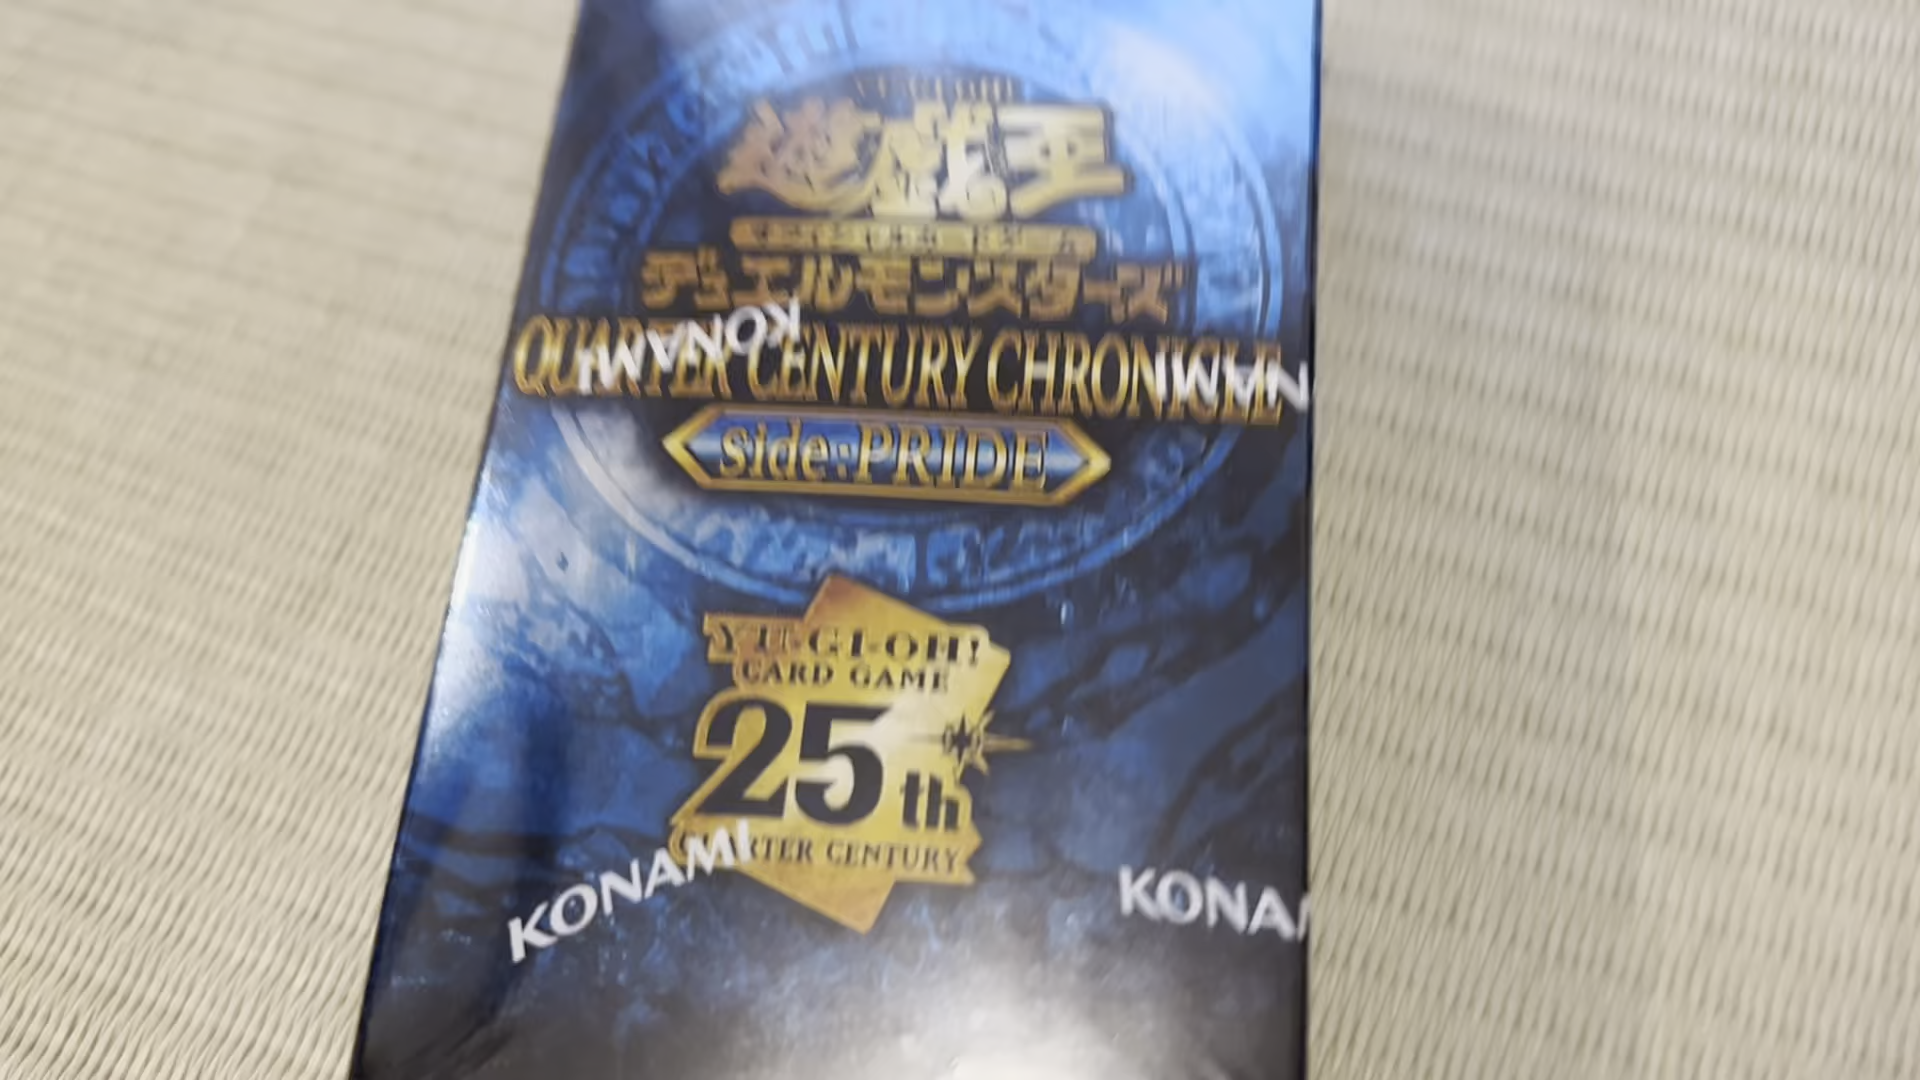 遊戯王
デュエルモンスターズ
QUARTER CENTURY CHRONICLE
KONAMI
side:PRIDE
YU-GI-OH!
CARD GAME
25th
QUARTER CENTURY
KONAMI
KONAM